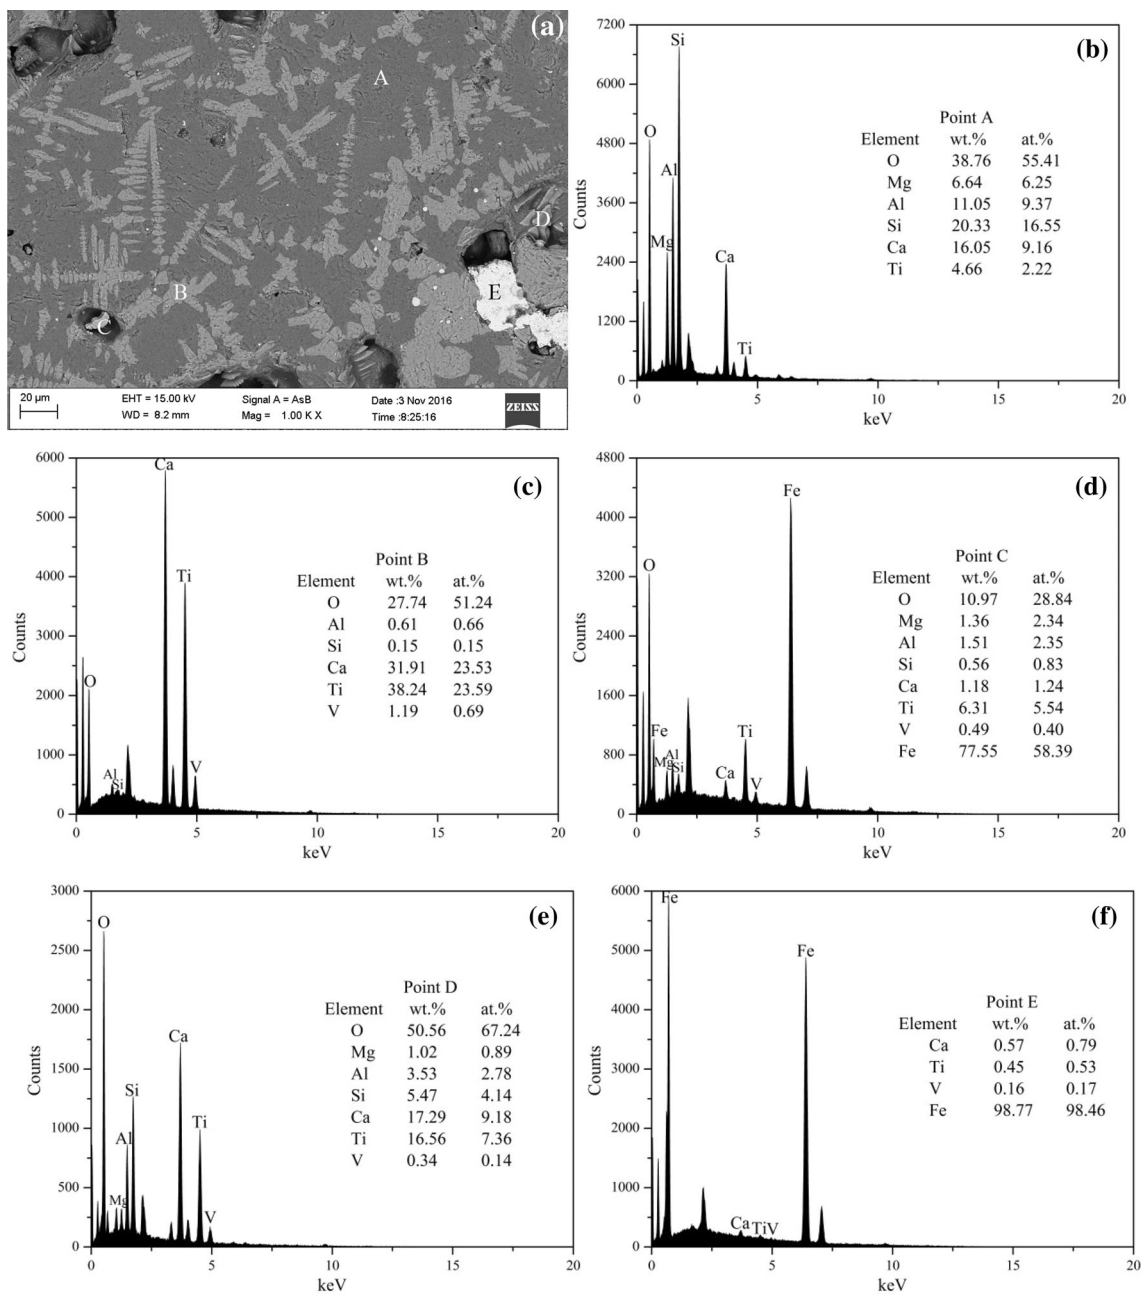 (a)
A
D
E
B
C
20 µm
EHT = 15.00 kV
Signal A = AsB
Date :3 Nov 2016
WD = 8.2 mm
Mag = 1.00 K X
Time :8:25:16
ZEISS
(b)
7200
6000
4800
3600
2400
1200
0
Counts
0 5 10 15 20
keV
O
Mg
Al
Si
Ca
Ti
Point A
Element wt.% at.%
O 38.76 55.41
Mg 6.64 6.25
Al 11.05 9.37
Si 20.33 16.55
Ca 16.05 9.16
Ti 4.66 2.22
(c)
6000
5000
4000
3000
2000
1000
0
Counts
0 5 10 15 20
keV
O
Al
Si
Ca
Ti
V
Point B
Element wt.% at.%
O 27.74 51.24
Al 0.61 0.66
Si 0.15 0.15
Ca 31.91 23.53
Ti 38.24 23.59
V 1.19 0.69
(d)
4800
4000
3200
2400
1600
800
0
Counts
0 5 10 15 20
keV
O
Fe
Mg
Al
Si
Ca
Ti
V
Fe
Point C
Element wt.% at.%
O 10.97 28.84
Mg 1.36 2.34
Al 1.51 2.35
Si 0.56 0.83
Ca 1.18 1.24
Ti 6.31 5.54
V 0.49 0.40
Fe 77.55 58.39
(e)
3000
2500
2000
1500
1000
500
0
Counts
0 5 10 15 20
keV
O
Mg
Al
Si
Ca
Ti
V
Point D
Element wt.% at.%
O 50.56 67.24
Mg 1.02 0.89
Al 3.53 2.78
Si 5.47 4.14
Ca 17.29 9.18
Ti 16.56 7.36
V 0.34 0.14
(f)
6000
5000
4000
3000
2000
1000
0
Counts
0 5 10 15 20
keV
Fe
Ca
TiV
Fe
Point E
Element wt.% at.%
Ca 0.57 0.79
Ti 0.45 0.53
V 0.16 0.17
Fe 98.77 98.46